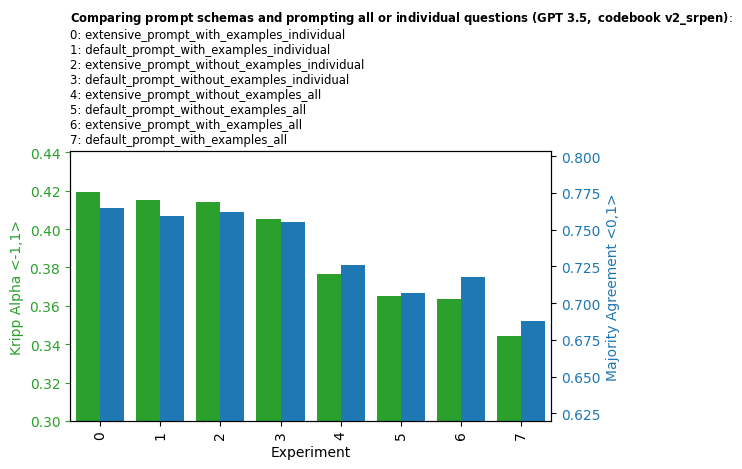 Comparing prompt schemas and prompting all or individual questions (GPT 3.5, codebook v2_srpen):
0: extensive_prompt_with_examples_individual
1: default_prompt_with_examples_individual
2: extensive_prompt_without_examples_individual
3: default_prompt_without_examples_individual
4: extensive_prompt_without_examples_all
5: default_prompt_without_examples_all
6: extensive_prompt_with_examples_all
7: default_prompt_with_examples_all
0.44
0.42
0.40
0.38
0.36
0.34
0.32
0.30
Kripp Alpha <-1,1>
0.800
0.775
0.750
0.725
0.700
0.675
0.650
0.625
Majority Agreement <0,1>
0 1 2 3 4 5 6 7
Experiment